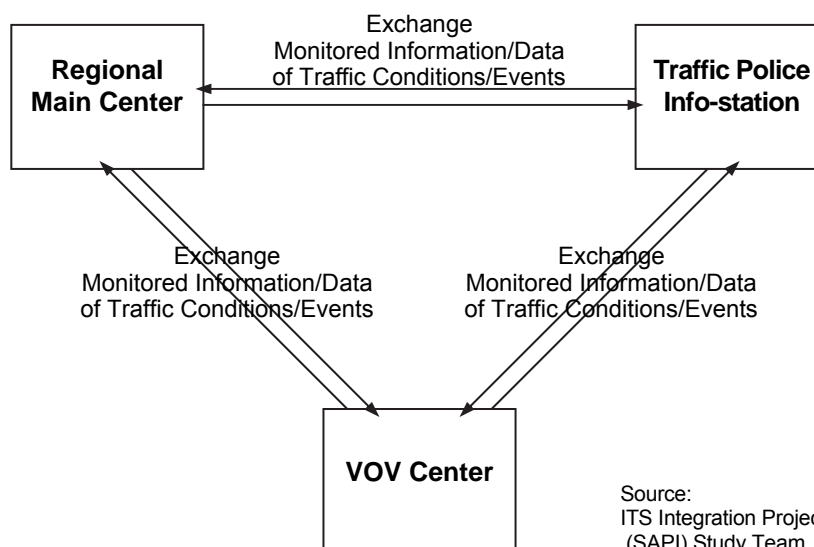 Exchange
Monitored Information/Data
of Traffic Conditions/Events
Regional
Main Center
Traffic Police
Info-station
Exchange
Monitored Information/Data
of Traffic Conditions/Events
Exchange
Monitored Information/Data
of Traffic Conditions/Events
VOV Center
Source:
ITS Integration Project
(SAPI) Study Team